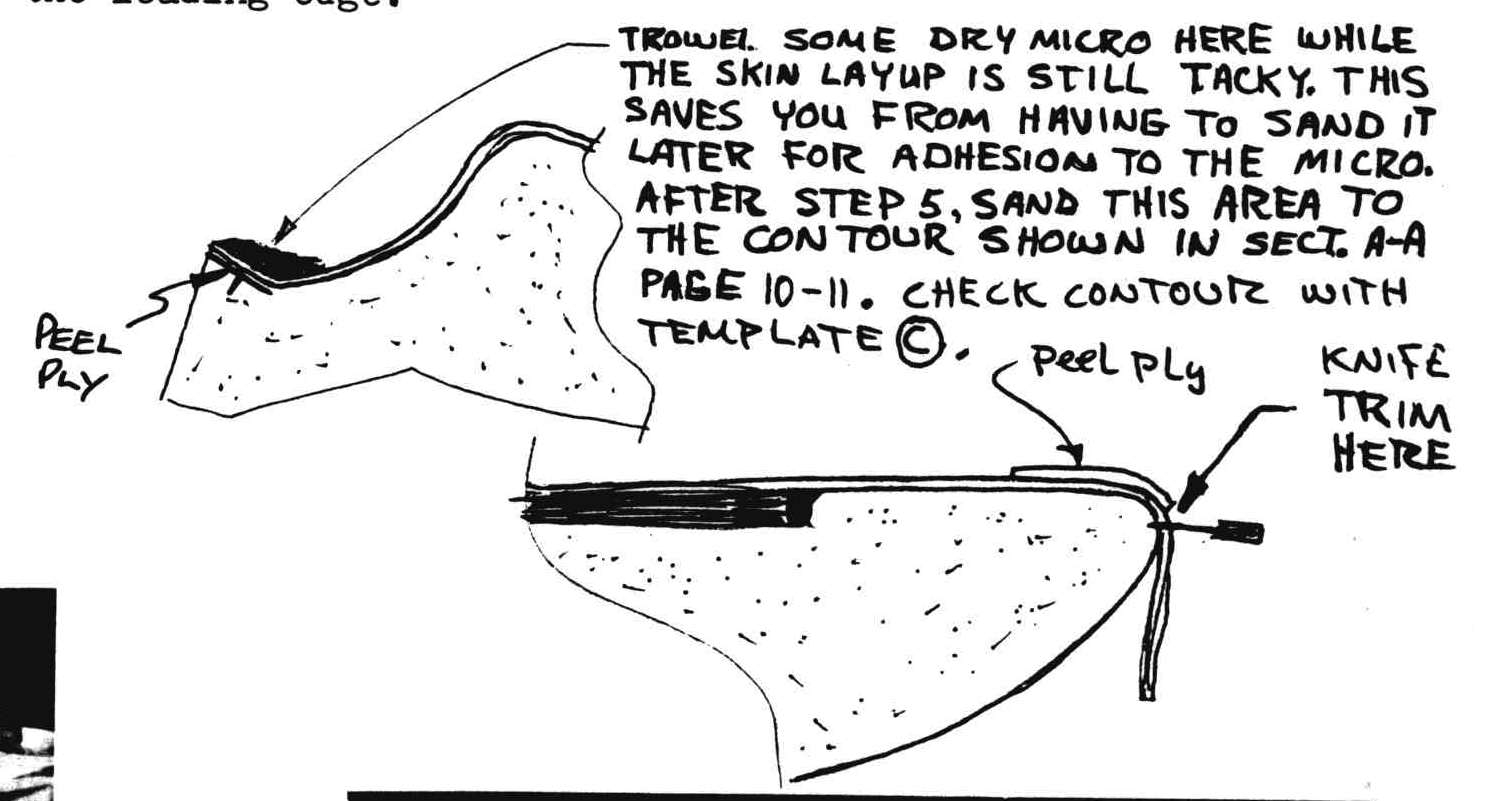 the leading edge.
TROWEL SOME DRY MICRO HERE WHILE
THE SKIN LAYUP IS STILL TACKY. THIS
SAVES YOU FROM HAVING TO SAND IT
LATER FOR ADHESION TO THE MICRO.
AFTER STEP 5, SAND THIS AREA TO
THE CONTOUR SHOWN IN SECT. A-A
PAGE 10-11. CHECK CONTOUR WITH
TEMPLATE Ⓒ.
PEEL
PLY
Peel Ply
KNIFE
TRIM
HERE